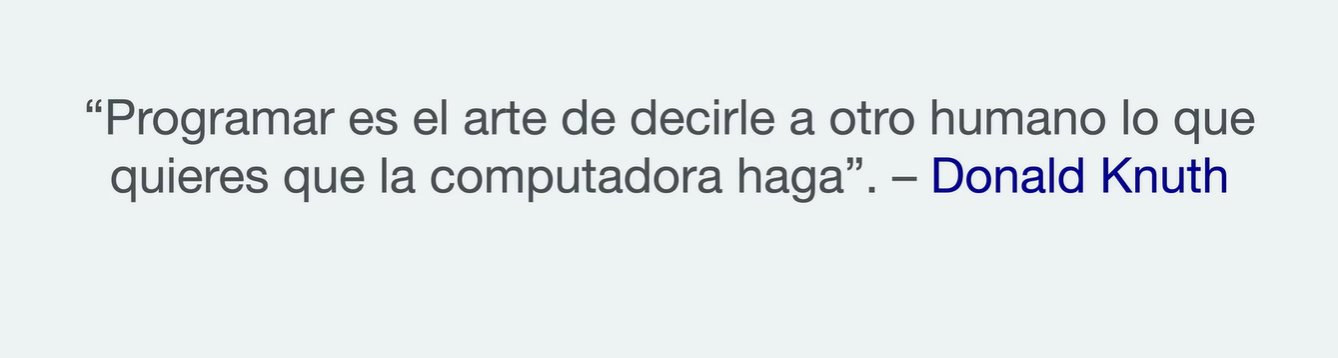 “Programar es el arte de decirle a otro humano lo que
quieres que la computadora haga”. – Donald Knuth